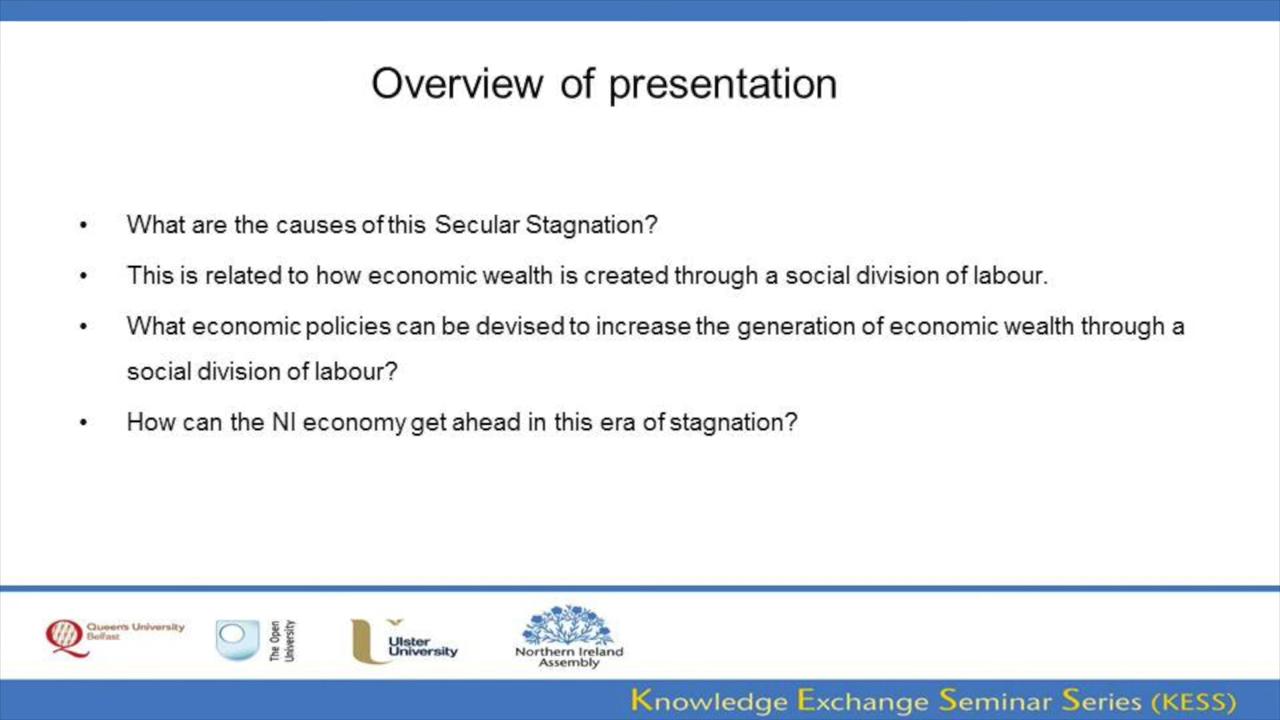 Overview of presentation
• What are the causes of this Secular Stagnation?
• This is related to how economic wealth is created through a social division of labour.
• What economic policies can be devised to increase the generation of economic wealth through a
social division of labour?
• How can the NI economy get ahead in this era of stagnation?
Queen's University
Belfast
The Open
University
Ulster
University
Northern Ireland
Assembly
Knowledge Exchange Seminar Series (KESS)